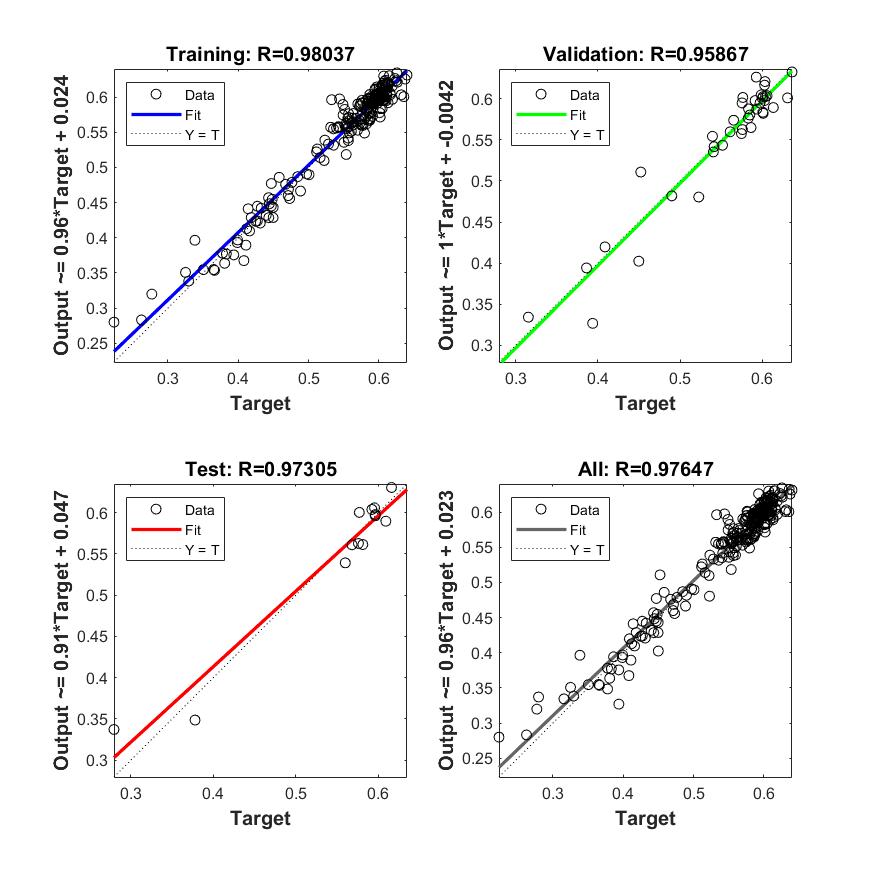 Training: R=0.98037
Output ~= 0.96*Target + 0.024
0.6
0.55
0.5
0.45
0.4
0.35
0.3
0.25
Data
Fit
Y = T
0.3 0.4 0.5 0.6
Target
Validation: R=0.95867
Output ~= 1*Target + -0.0042
0.6
0.55
0.5
0.45
0.4
0.35
0.3
Data
Fit
Y = T
0.3 0.4 0.5 0.6
Target
Test: R=0.97305
Output ~= 0.91*Target + 0.047
0.6
0.55
0.5
0.45
0.4
0.35
0.3
Data
Fit
Y = T
0.3 0.4 0.5 0.6
Target
All: R=0.97647
Output ~= 0.96*Target + 0.023
0.6
0.55
0.5
0.45
0.4
0.35
0.3
0.25
Data
Fit
Y = T
0.3 0.4 0.5 0.6
Target